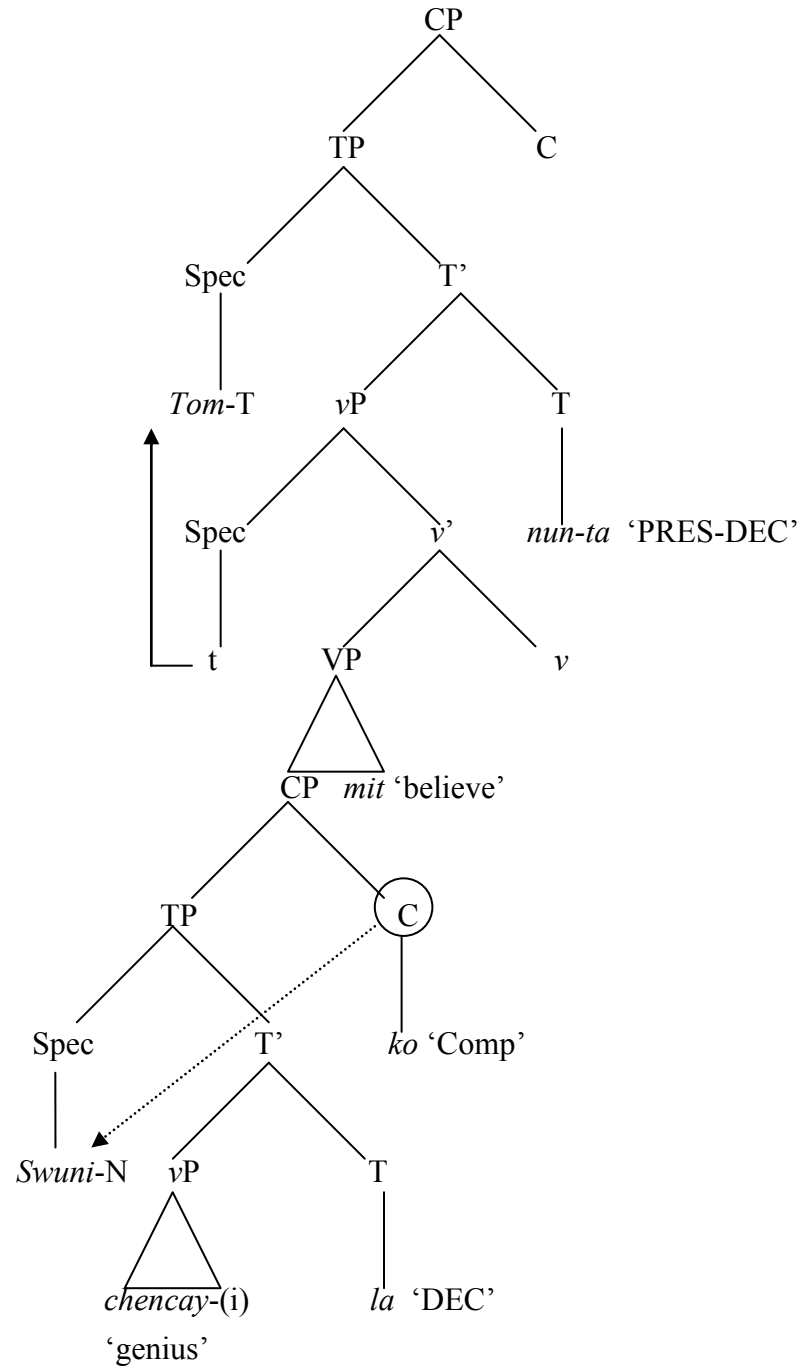 CP
TP C
Spec T’
Tom-T vP T
Spec v’ nun-ta ‘PRES-DEC’
t VP v
CP mit ‘believe’
TP C
Spec T’ ko ‘Comp’
Swuni-N vP T
chencay-(i) la ‘DEC’
‘genius’